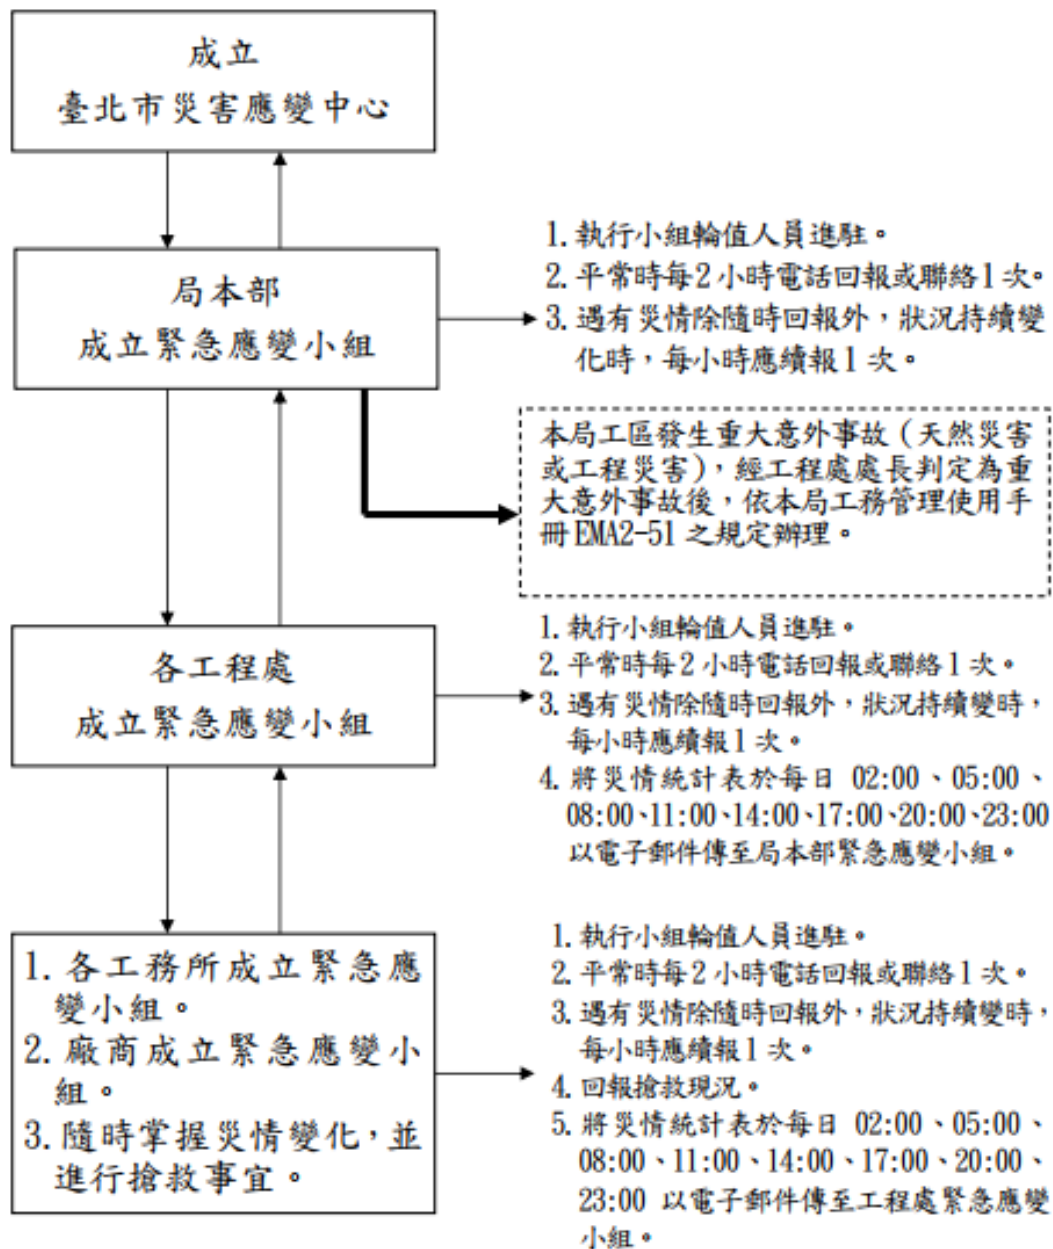 成立
臺北市災害應變中心
局本部
成立緊急應變小組
1. 執行小組輪值人員進駐。
2. 平常時每2小時電話回報或聯絡1次。
3. 遇有災情除隨時回報外，狀況持續變
化時，每小時應續報1次。
本局工區發生重大意外事故（天然災害
或工程災害），經工程處處長判定為重
大意外事故後，依本局工務管理使用手
冊EMA2-51之規定辦理。
各工程處
成立緊急應變小組
1. 執行小組輪值人員進駐。
2. 平常時每2小時電話回報或聯絡1次。
3. 遇有災情除隨時回報外，狀況持續變時，
每小時應續報1次。
4. 將災情統計表於每日 02:00、05:00、
08:00、11:00、14:00、17:00、20:00、23:00
以電子郵件傳至局本部緊急應變小組。
1. 各工務所成立緊急應
變小組。
2. 廠商成立緊急應變小
組。
3. 隨時掌握災情變化，並
進行搶救事宜。
1. 執行小組輪值人員進駐。
2. 平常時每2小時電話回報或聯絡1次。
3. 遇有災情除隨時回報外，狀況持續變時，
每小時應續報1次。
4. 回報搶救現況。
5. 將災情統計表於每日 02:00、05:00、
08:00、11:00、14:00、17:00、20:00、
23:00 以電子郵件傳至工程處緊急應變
小組。